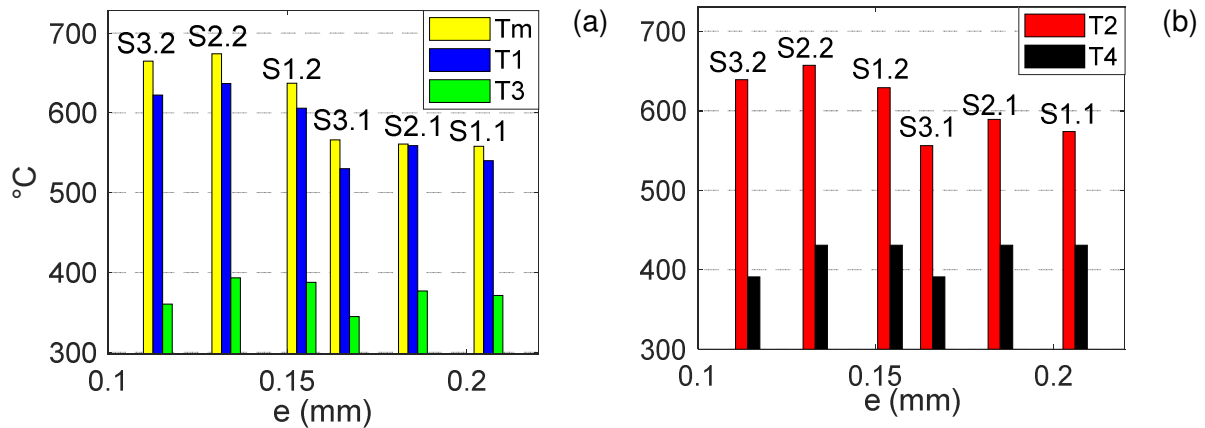 (a)
Tm
T1
T3
S3.2
S2.2
S1.2
S3.1
S2.1
S1.1
700
600
500
400
300
°C
0.1
0.15
0.2
e (mm)
(b)
T2
T4
S3.2
S2.2
S1.2
S3.1
S2.1
S1.1
700
600
500
400
300
0.1
0.15
0.2
e (mm)